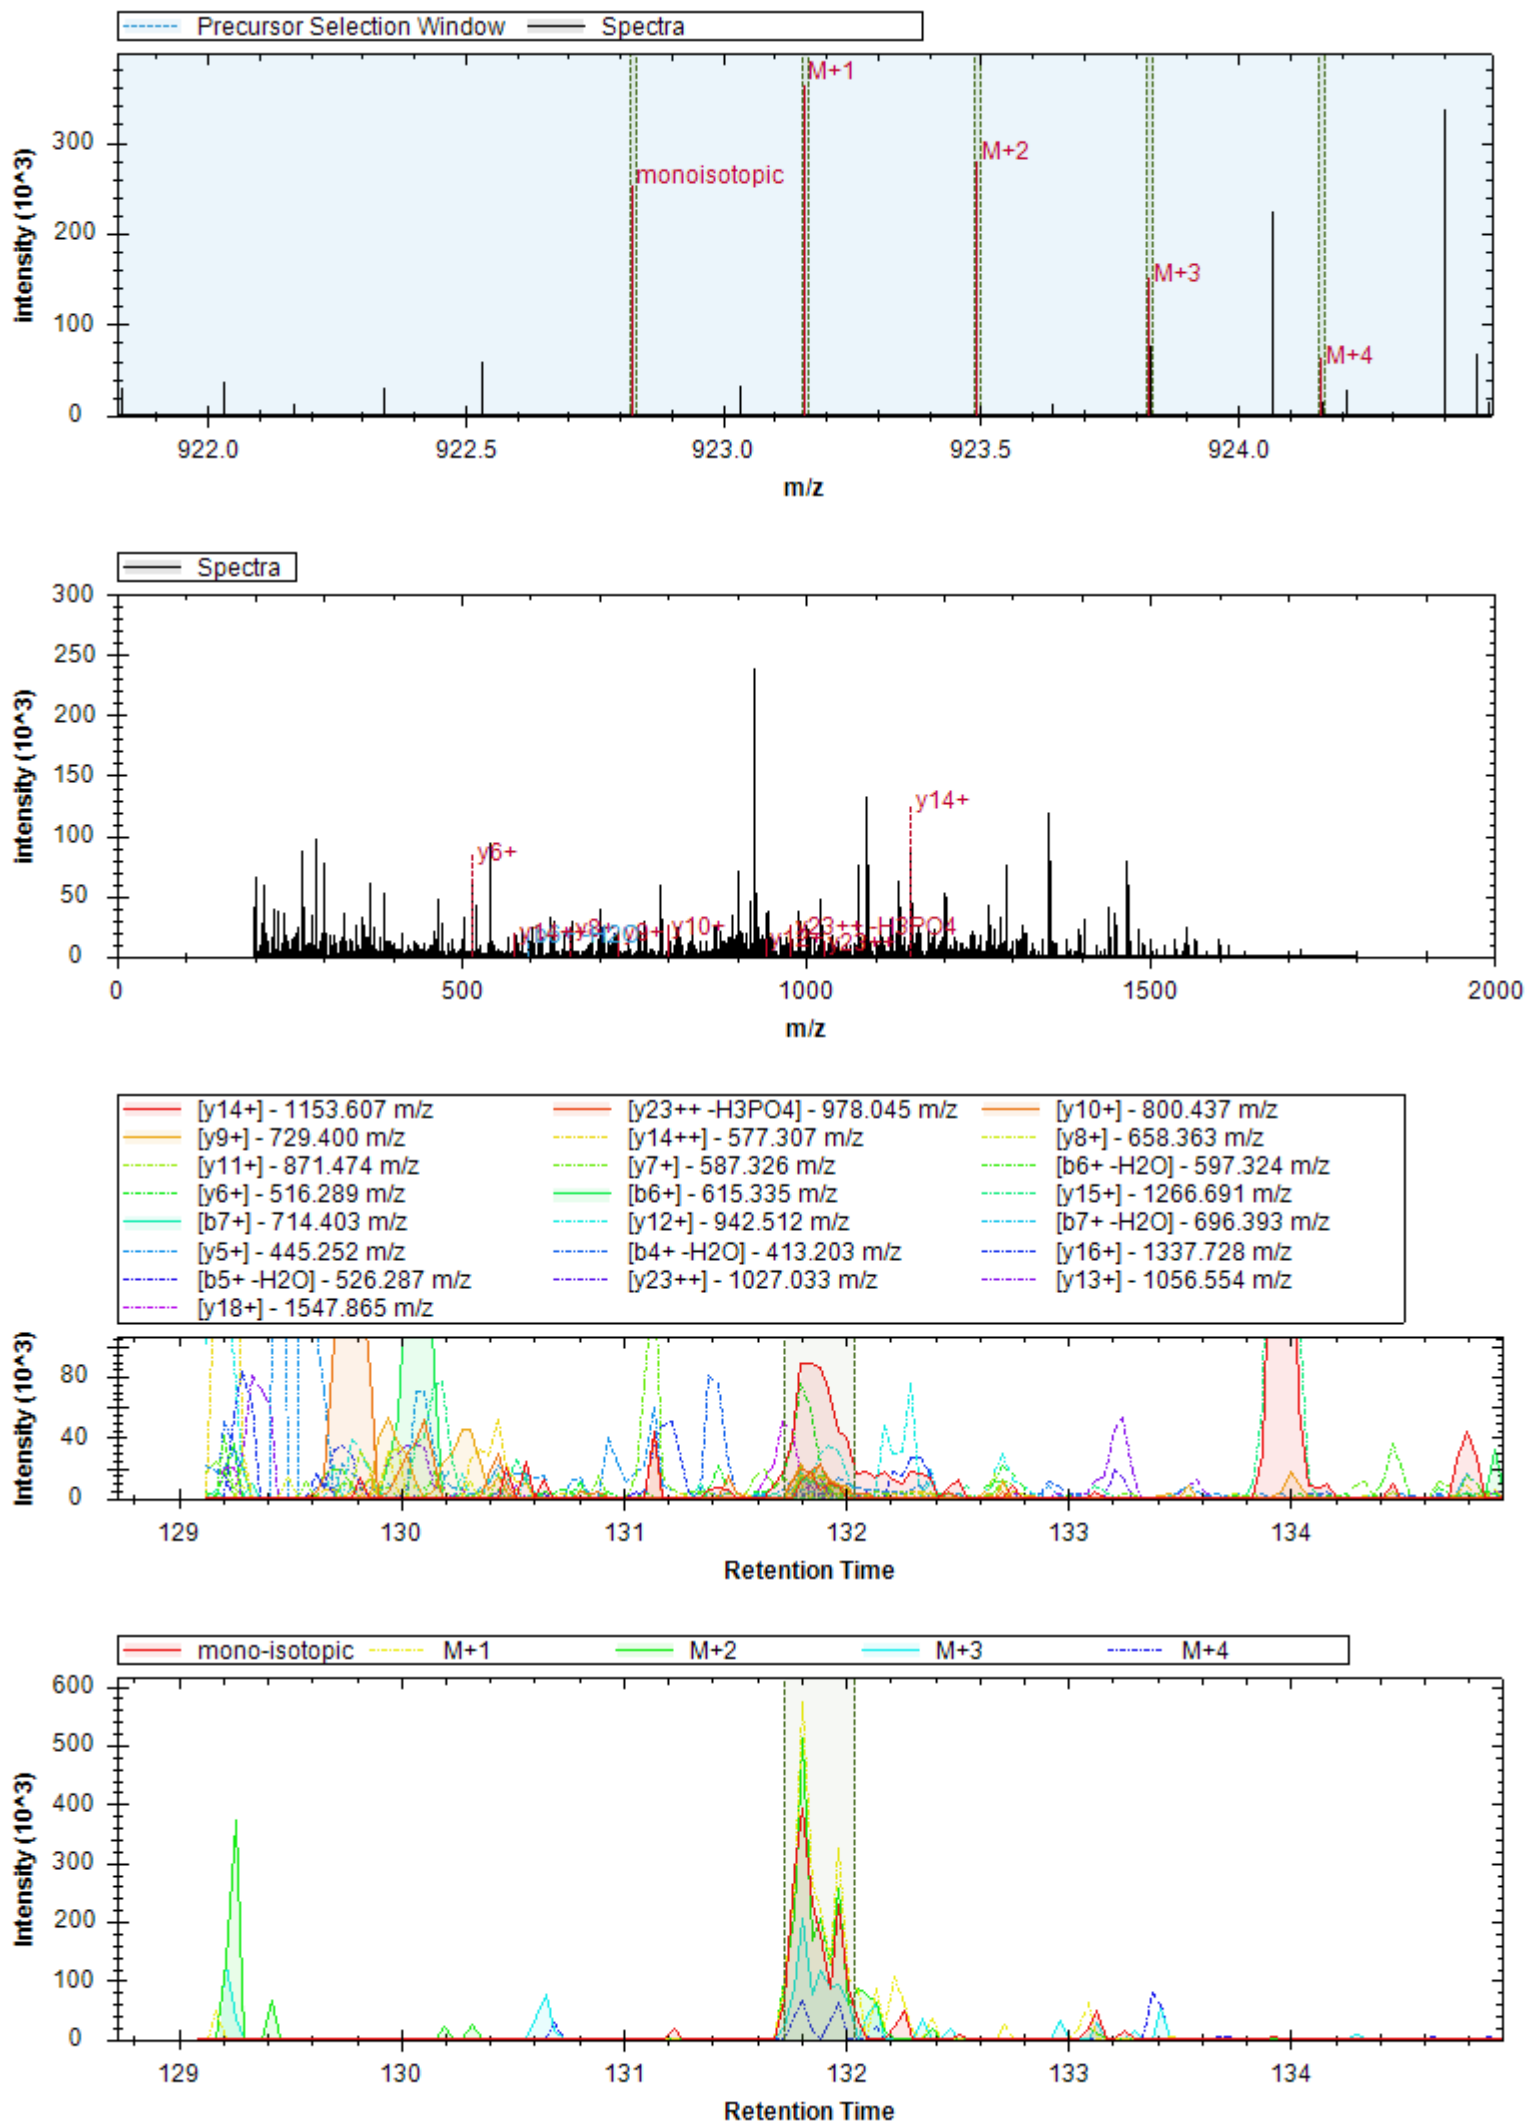 Precursor Selection Window Spectra
intensity (10^3)
300
200
100
0
monoisotopic
M+1
M+2
M+3
M+4
922.0 922.5 923.0 923.5 924.0
m/z
Spectra
intensity (10^3)
300
250
200
150
100
50
0
y14+
y6+
y8+
y10+
y23++ -H3PO4
y23++
0 500 1000 1500 2000
m/z
[y14+] - 1153.607 m/z [y23++ -H3PO4] - 978.045 m/z [y10+] - 800.437 m/z
[y9+] - 729.400 m/z [y14++] - 577.307 m/z [y8+] - 658.363 m/z
[y11+] - 871.474 m/z [y7+] - 587.326 m/z [b6+ -H2O] - 597.324 m/z
[y6+] - 516.289 m/z [b6+] - 615.335 m/z [y15+] - 1266.691 m/z
[b7+] - 714.403 m/z [y12+] - 942.512 m/z [b7+ -H2O] - 696.393 m/z
[y5+] - 445.252 m/z [b4+ -H2O] - 413.203 m/z [y16+] - 1337.728 m/z
[b5+ -H2O] - 526.287 m/z [y23++] - 1027.033 m/z [y13+] - 1056.554 m/z
[y18+] - 1547.865 m/z
Intensity (10^3)
80
40
0
129 130 131 132 133 134
Retention Time
mono-isotopic M+1 M+2 M+3 M+4
Intensity (10^3)
600
500
400
300
200
100
0
129 130 131 132 133 134
Retention Time